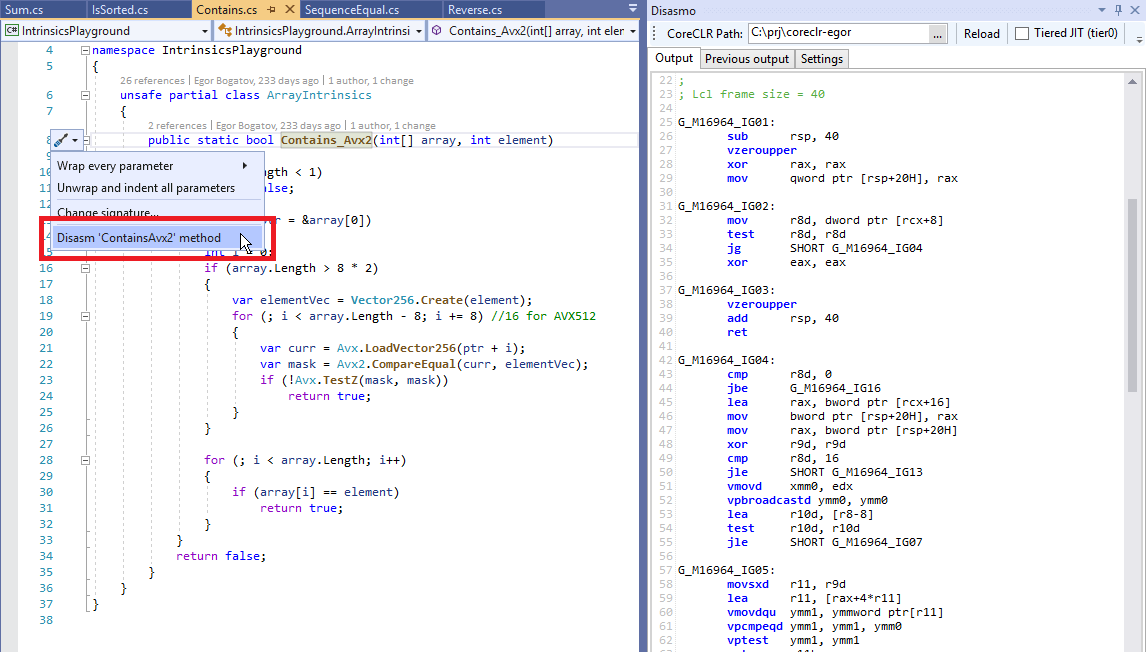 Sum.cs IsSorted.cs Contains.cs SequenceEqual.cs Reverse.cs
IntrinsicsPlayground IntrinsicsPlayground.ArrayIntrinsi Contains_Avx2(int[] array, int elem
4 namespace IntrinsicsPlayground
5 {
26 references | Egor Bogatov, 233 days ago | 1 author, 1 change
6 unsafe partial class ArrayIntrinsics
7 {
2 references | Egor Bogatov, 233 days ago | 1 author, 1 change
8 public static bool Contains_Avx2(int[] array, int element)
9
Wrap every parameter
10 ngth < 1)
Unwrap and indent all parameters
11 lse;
12
Change signature...
r = &array[0])
Disasm 'ContainsAvx2' method
int i = 0;
16 if (array.Length > 8 * 2)
17 {
18 var elementVec = Vector256.Create(element);
19 for (; i < array.Length - 8; i += 8) //16 for AVX512
20 {
21 var curr = Avx.LoadVector256(ptr + i);
22 var mask = Avx2.CompareEqual(curr, elementVec);
23 if (!Avx.TestZ(mask, mask))
24 return true;
25 }
26 }
27
28 for (; i < array.Length; i++)
29 {
30 if (array[i] == element)
31 return true;
32 }
33 }
34 return false;
35 }
36 }
37 }
38
Disasmo
CoreCLR Path: C:\prj\coreclr-egor ... Reload Tiered JIT (tier0)
Output Previous output Settings
22 ;
23 ; Lcl frame size = 40
24
25 G_M16964_IG01:
26 sub rsp, 40
27 vzeroupper
28 xor rax, rax
29 mov qword ptr [rsp+20H], rax
30
31 G_M16964_IG02:
32 mov r8d, dword ptr [rcx+8]
33 test r8d, r8d
34 jg SHORT G_M16964_IG04
35 xor eax, eax
36
37 G_M16964_IG03:
38 vzeroupper
39 add rsp, 40
40 ret
41
42 G_M16964_IG04:
43 cmp r8d, 0
44 jbe G_M16964_IG16
45 lea rax, bword ptr [rcx+16]
46 mov bword ptr [rsp+20H], rax
47 mov rax, bword ptr [rsp+20H]
48 xor r9d, r9d
49 cmp r8d, 16
50 jle SHORT G_M16964_IG13
51 vmovd xmm0, edx
52 vpbroadcastd ymm0, ymm0
53 lea r10d, [r8-8]
54 test r10d, r10d
55 jle SHORT G_M16964_IG07
56
57 G_M16964_IG05:
58 movsxd r11, r9d
59 lea r11, [rax+4*r11]
60 vmovdqu ymm1, ymmword ptr[r11]
61 vpcmpeqd ymm1, ymm1, ymm0
62 vptest ymm1, ymm1